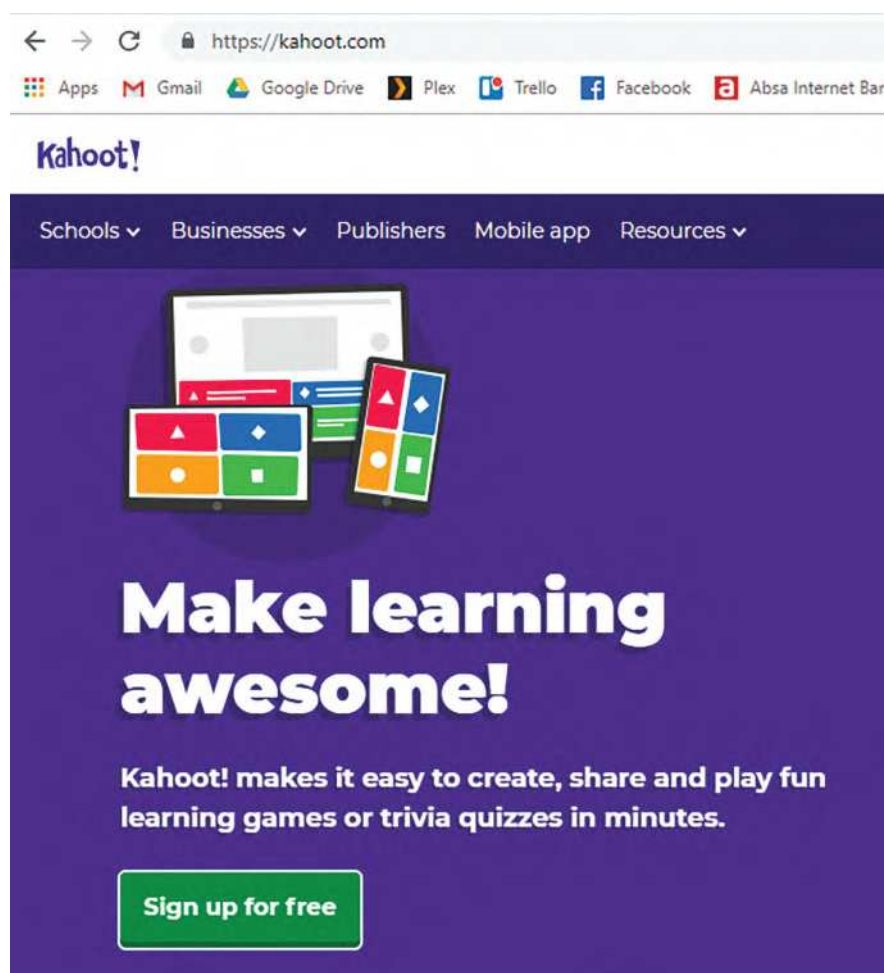 https://kahoot.com
Apps Gmail Google Drive Plex Trello Facebook Absa Internet Ban
Kahoot!
Schools Businesses Publishers Mobile app Resources
Make learning
awesome!
Kahoot! makes it easy to create, share and play fun
learning games or trivia quizzes in minutes.
Sign up for free